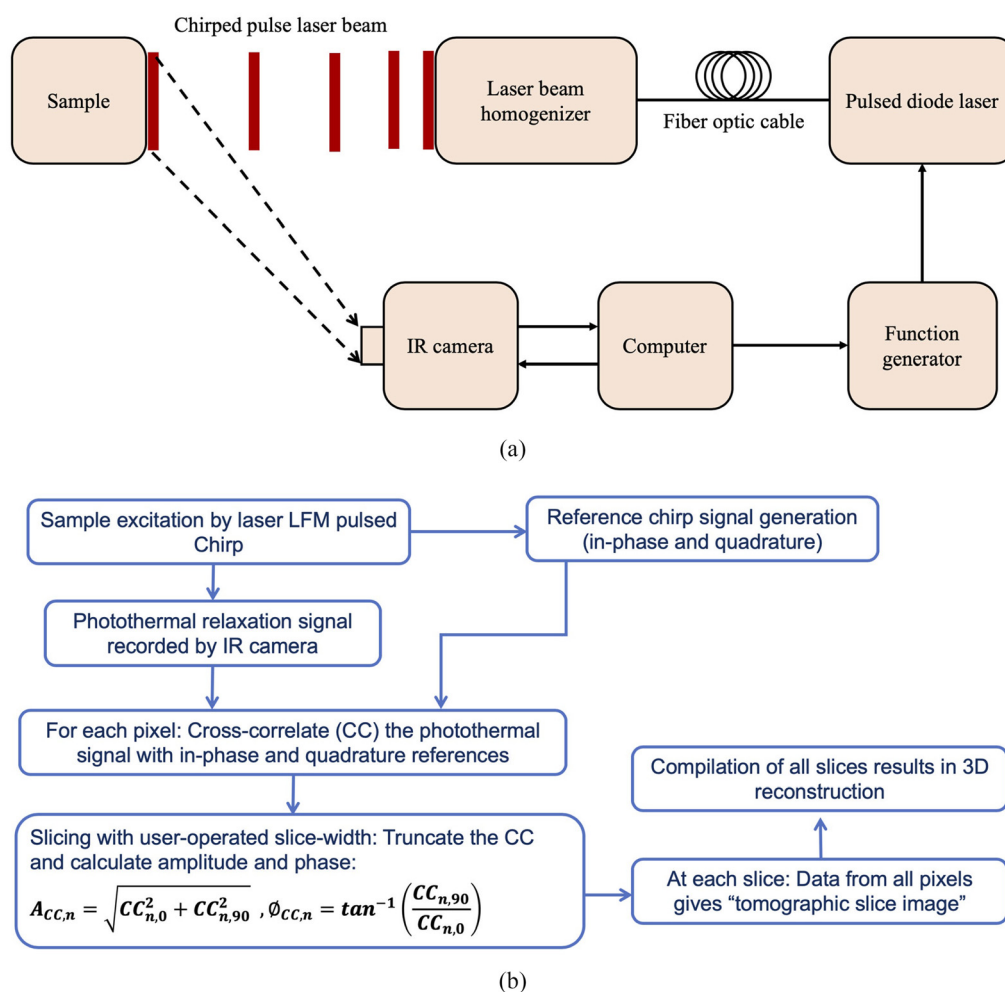 Chirped pulse laser beam
Sample
Laser beam
homogenizer
Fiber optic cable
Pulsed diode laser
IR camera
Computer
Function
generator
(a)
Sample excitation by laser LFM pulsed
Chirp
Reference chirp signal generation
(in-phase and quadrature)
Photothermal relaxation signal
recorded by IR camera
For each pixel: Cross-correlate (CC) the photothermal
signal with in-phase and quadrature references
Slicing with user-operated slice-width: Truncate the CC
and calculate amplitude and phase:
A_{CC,n} = √(CC²_{n,0} + CC²_{n,90}) , ∅_{CC,n} = tan⁻¹(CC_{n,90}/CC_{n,0})
At each slice: Data from all pixels
gives “tomographic slice image”
Compilation of all slices results in 3D
reconstruction
(b)